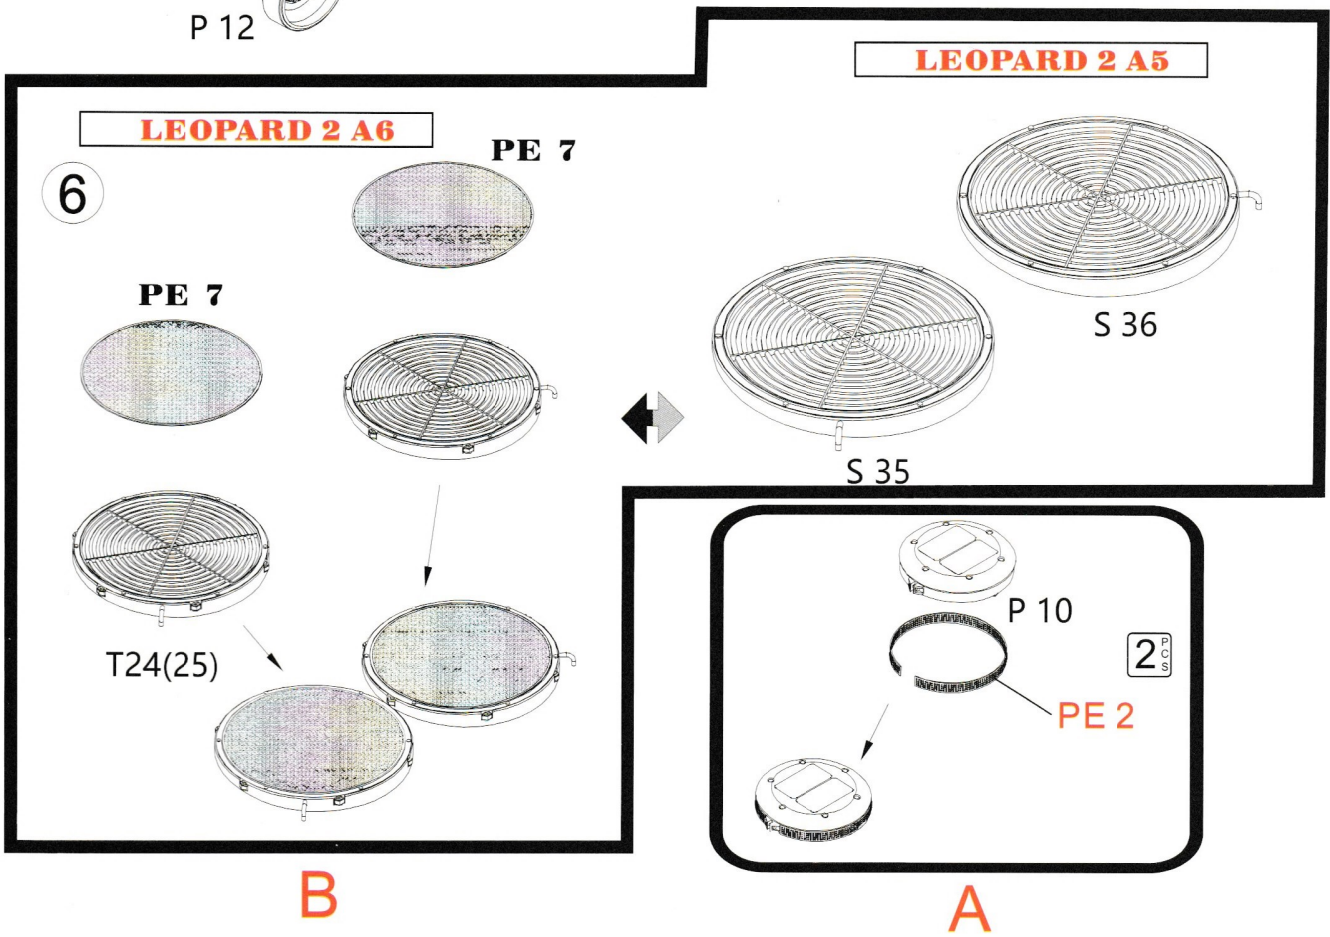 P 12
LEOPARD 2 A5
LEOPARD 2 A6
PE 7
6
PE 7
S 36
S 35
T24(25)
P 10
2 PCS
PE 2
B
A